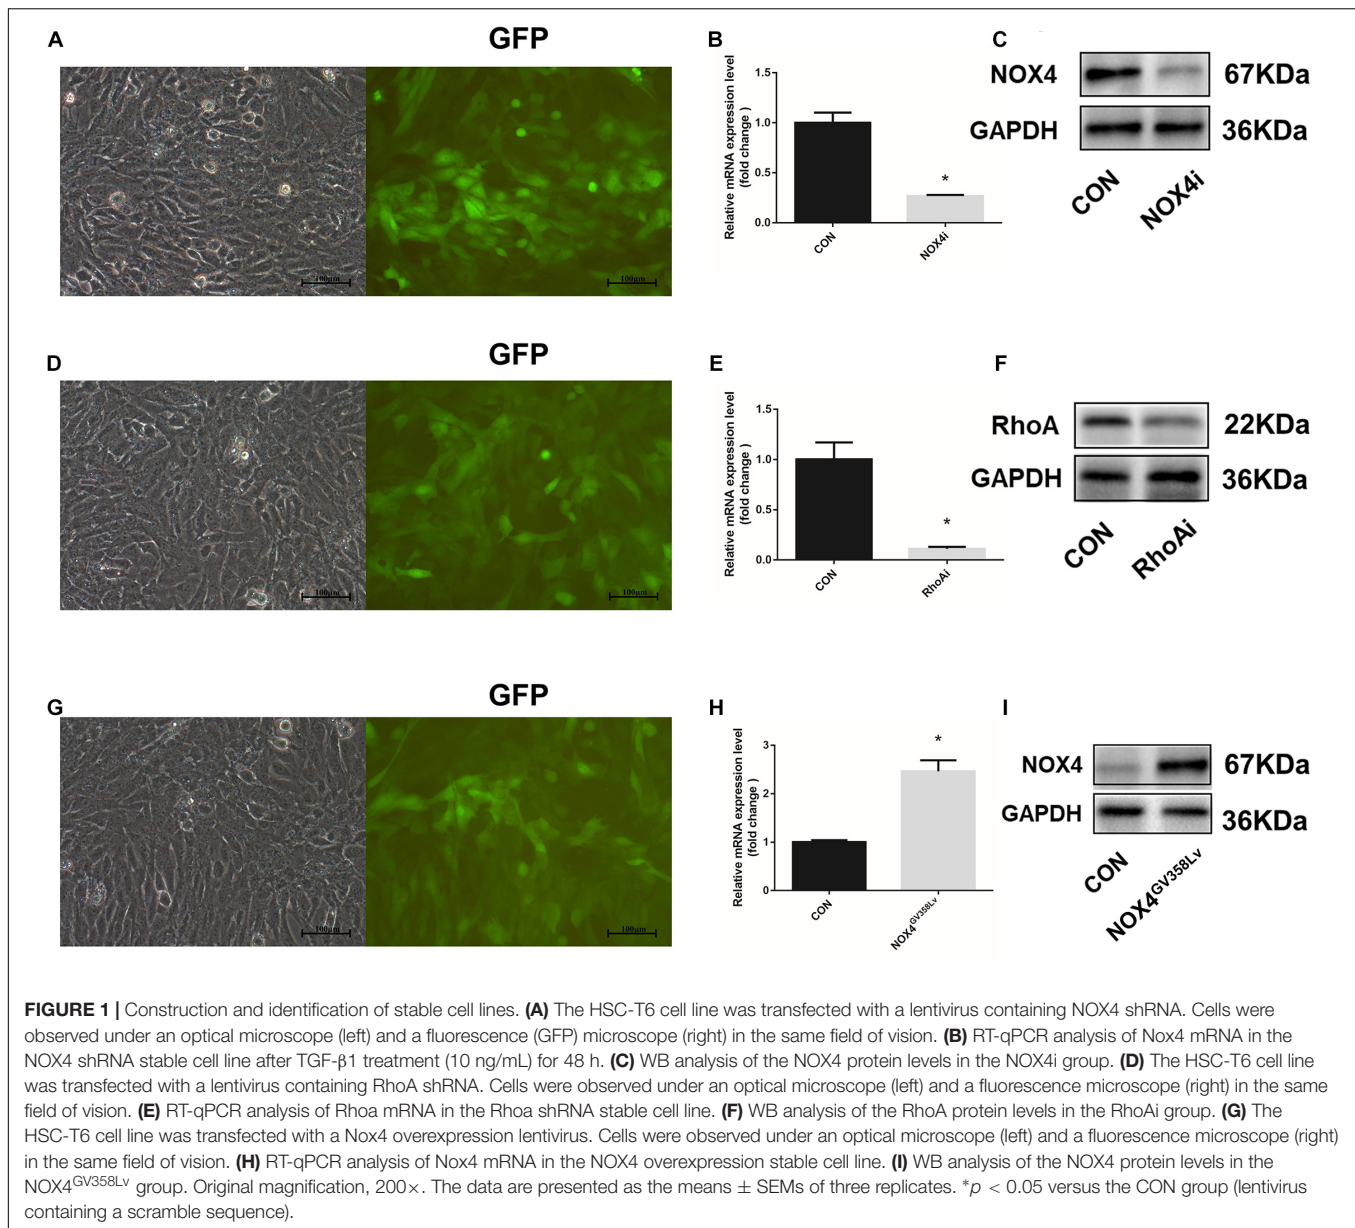 A
GFP
100μm
100μm
B
Relative mRNA expression level
(fold change )
1.5
1.0
0.5
0.0
*
CON
NOX4i
C
NOX4
67KDa
GAPDH
36KDa
CON
NOX4i
D
GFP
100μm
100μm
E
Relative mRNA expression level
(fold change )
1.5
1.0
0.5
0.0
*
CON
RhoAi
F
RhoA
22KDa
GAPDH
36KDa
CON
RhoAi
G
GFP
100μm
100μm
H
Relative mRNA expression level
(fold change )
3
2
1
0
*
CON
NOX4GV358Lv
I
NOX4
67KDa
GAPDH
36KDa
CON
NOX4GV358Lv
FIGURE 1 | Construction and identification of stable cell lines. (A) The HSC-T6 cell line was transfected with a lentivirus containing NOX4 shRNA. Cells were
observed under an optical microscope (left) and a fluorescence (GFP) microscope (right) in the same field of vision. (B) RT-qPCR analysis of Nox4 mRNA in the
NOX4 shRNA stable cell line after TGF-β1 treatment (10 ng/mL) for 48 h. (C) WB analysis of the NOX4 protein levels in the NOX4i group. (D) The HSC-T6 cell line
was transfected with a lentivirus containing RhoA shRNA. Cells were observed under an optical microscope (left) and a fluorescence microscope (right) in the same
field of vision. (E) RT-qPCR analysis of Rhoa mRNA in the Rhoa shRNA stable cell line. (F) WB analysis of the RhoA protein levels in the RhoAi group. (G) The
HSC-T6 cell line was transfected with a Nox4 overexpression lentivirus. Cells were observed under an optical microscope (left) and a fluorescence microscope (right)
in the same field of vision. (H) RT-qPCR analysis of Nox4 mRNA in the NOX4 overexpression stable cell line. (I) WB analysis of the NOX4 protein levels in the
NOX4GV358Lv group. Original magnification, 200×. The data are presented as the means ± SEMs of three replicates. *p < 0.05 versus the CON group (lentivirus
containing a scramble sequence).